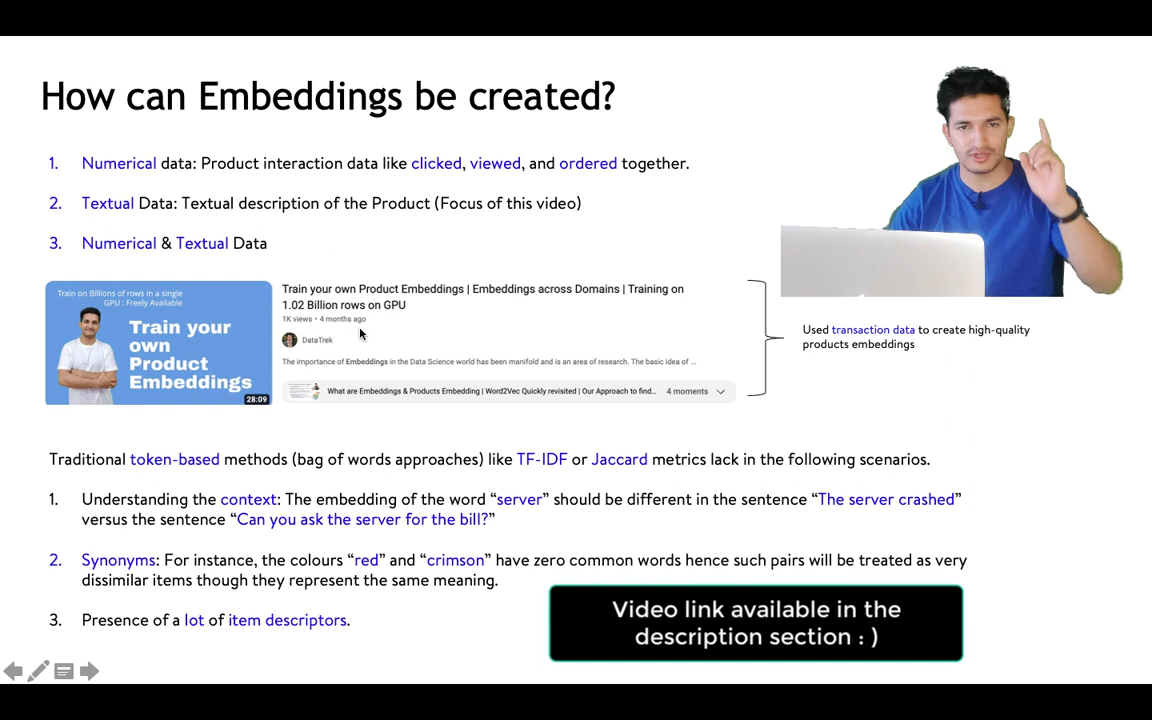 How can Embeddings be created?
1. Numerical data: Product interaction data like clicked, viewed, and ordered together.
2. Textual Data: Textual description of the Product (Focus of this video)
3. Numerical & Textual Data
Train on Billions of rows in a single
GPU : Freely Available
Train your
own
Product
Embeddings
28:09
Train your own Product Embeddings | Embeddings across Domains | Training on
1.02 Billion rows on GPU
1K views • 4 months ago
DataTrek
The importance of Embeddings in the Data Science world has been manifold and is an area of research. The basic idea of ...
What are Embeddings & Products Embedding | Word2Vec Quickly revisited | Our Approach to find... 4 moments
Used transaction data to create high-quality
products embeddings
Traditional token-based methods (bag of words approaches) like TF-IDF or Jaccard metrics lack in the following scenarios.
1. Understanding the context: The embedding of the word “server” should be different in the sentence “The server crashed”
versus the sentence “Can you ask the server for the bill?”
2. Synonyms: For instance, the colours “red” and “crimson” have zero common words hence such pairs will be treated as very
dissimilar items though they represent the same meaning.
3. Presence of a lot of item descriptors.
Video link available in the
description section : )